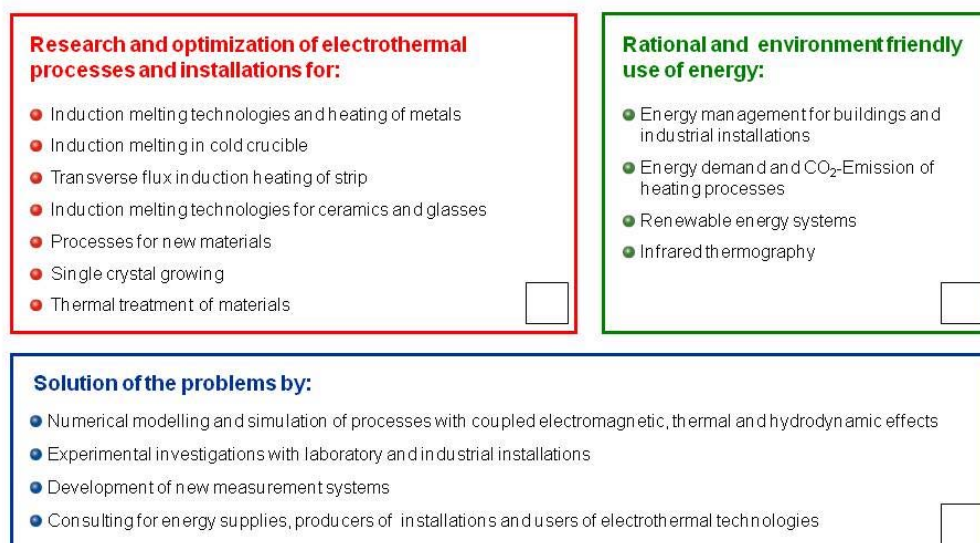 Research and optimization of electrothermal
processes and installations for:
Induction melting technologies and heating of metals
Induction melting in cold crucible
Transverse flux induction heating of strip
Induction melting technologies for ceramics and glasses
Processes for new materials
Single crystal growing
Thermal treatment of materials
Rational and environment friendly
use of energy:
Energy management for buildings and
industrial installations
Energy demand and CO₂-Emission of
heating processes
Renewable energy systems
Infrared thermography
Solution of the problems by:
Numerical modelling and simulation of processes with coupled electromagnetic, thermal and hydrodynamic effects
Experimental investigations with laboratory and industrial installations
Development of new measurement systems
Consulting for energy supplies, producers of installations and users of electrothermal technologies